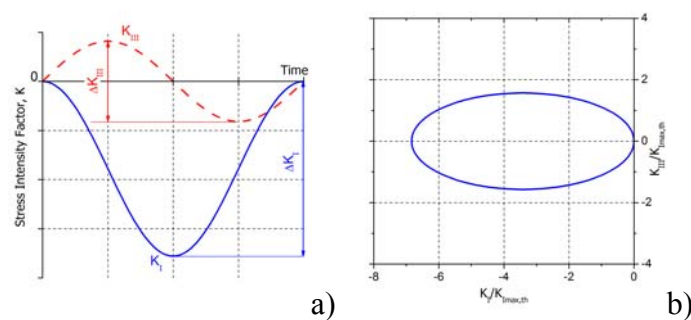 Stress Intensity Factor, K
0
K_III
Time
ΔK_III
ΔK_I
K_I
a)
4
2
0
-2
-4
K_III/K_Imax,th
-8
-6
-4
-2
0
K_I/K_Imax,th
b)